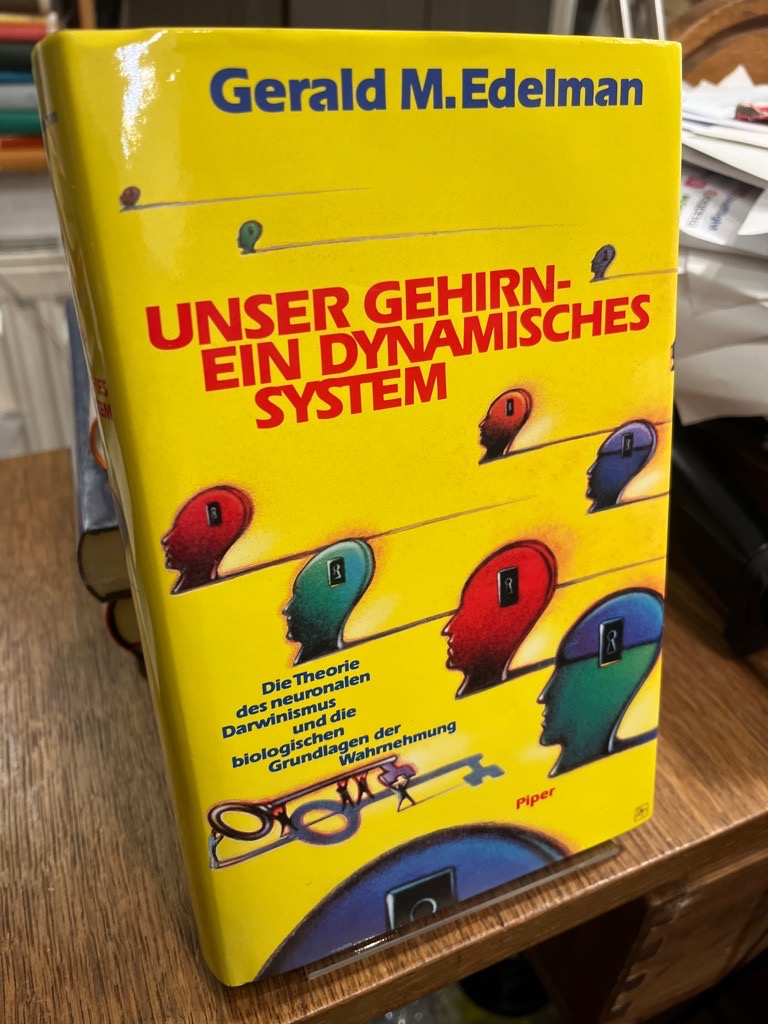 Gerald M. Edelman
UNSER GEHIRN-
EIN DYNAMISCHES
SYSTEM
Die Theorie
des neuronalen
Darwinismus
und die
biologischen
Grundlagen der
Wahrnehmung
Piper